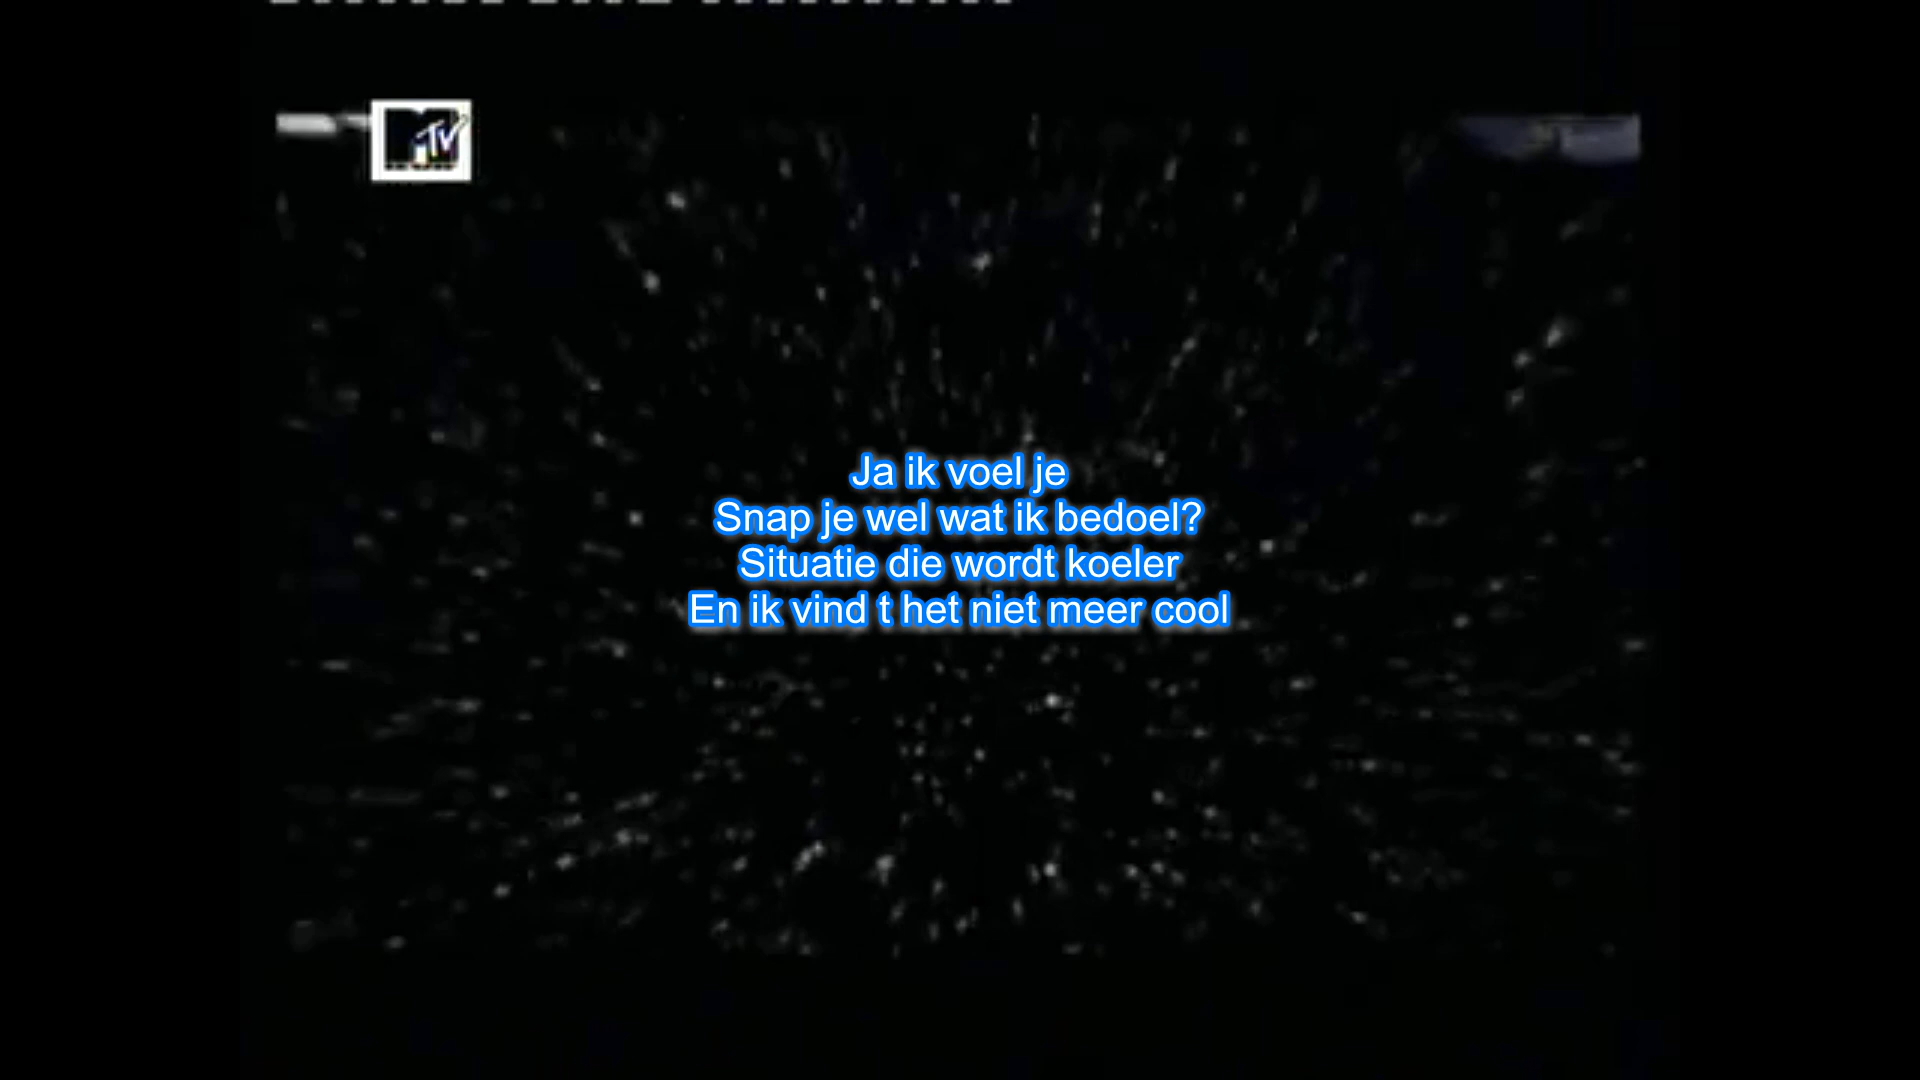 MTV
Ja ik voel je
Snap je wel wat ik bedoel?
Situatie die wordt koeler
En ik vind t het niet meer cool